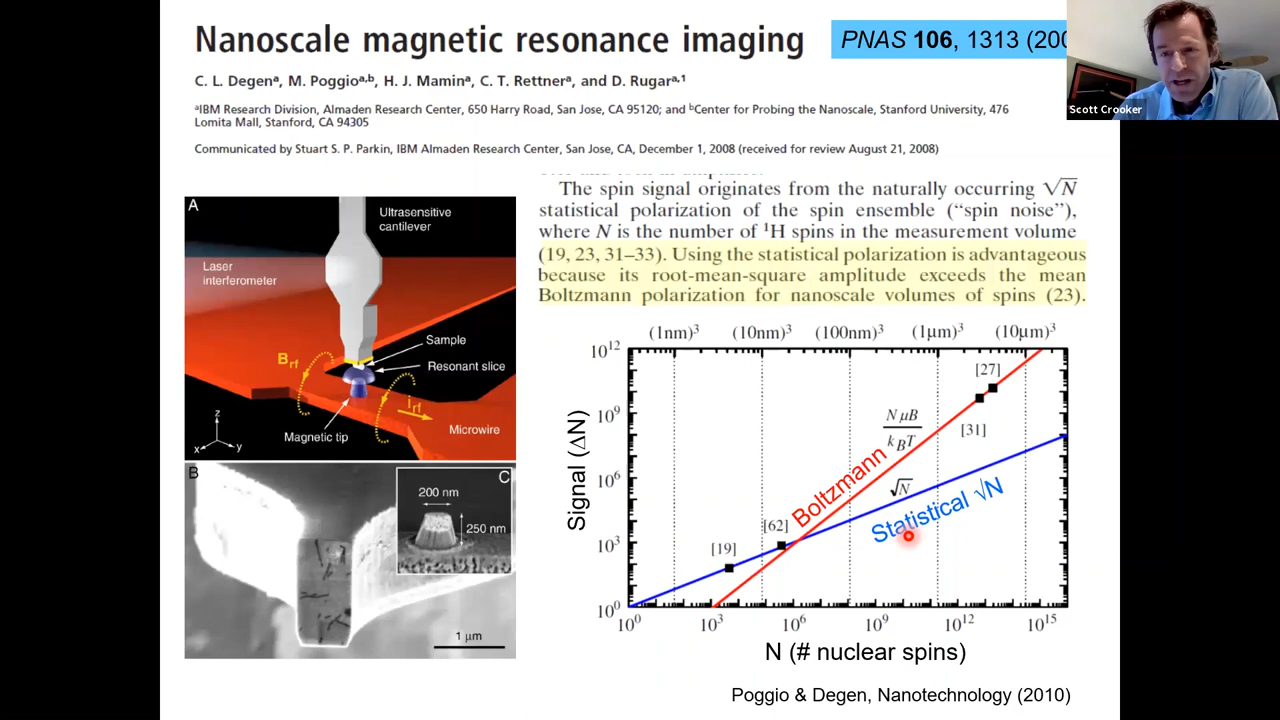 Nanoscale magnetic resonance imaging
PNAS 106, 1313 (200
Scott Crooker
C. L. Degenᵃ, M. Poggioᵃ,ᵇ, H. J. Maminᵃ, C. T. Rettnerᵃ, and D. Rugarᵃ,¹
ᵃIBM Research Division, Almaden Research Center, 650 Harry Road, San Jose, CA 95120; and ᵇCenter for Probing the Nanoscale, Stanford University, 476
Lomita Mall, Stanford, CA 94305
Communicated by Stuart S. P. Parkin, IBM Almaden Research Center, San Jose, CA, December 1, 2008 (received for review August 21, 2008)
The spin signal originates from the naturally occurring √N
statistical polarization of the spin ensemble (“spin noise”),
where N is the number of ¹H spins in the measurement volume
(19, 23, 31–33). Using the statistical polarization is advantageous
because its root-mean-square amplitude exceeds the mean
Boltzmann polarization for nanoscale volumes of spins (23).
A
Ultrasensitive
cantilever
Laser
interferometer
Sample
Resonant slice
Brf
irf
Magnetic tip
Microwire
z
x
y
B
C
200 nm
250 nm
1 μm
(1nm)³ (10nm)³ (100nm)³ (1μm)³ (10μm)³
10¹²
10⁹
10⁶
10³
10⁰
Signal (ΔN)
[27]
[31]
NμB
kBT
√N
Boltzmann
Statistical √N
[62]
[19]
10⁰ 10³ 10⁶ 10⁹ 10¹² 10¹⁵
N (# nuclear spins)
Poggio & Degen, Nanotechnology (2010)